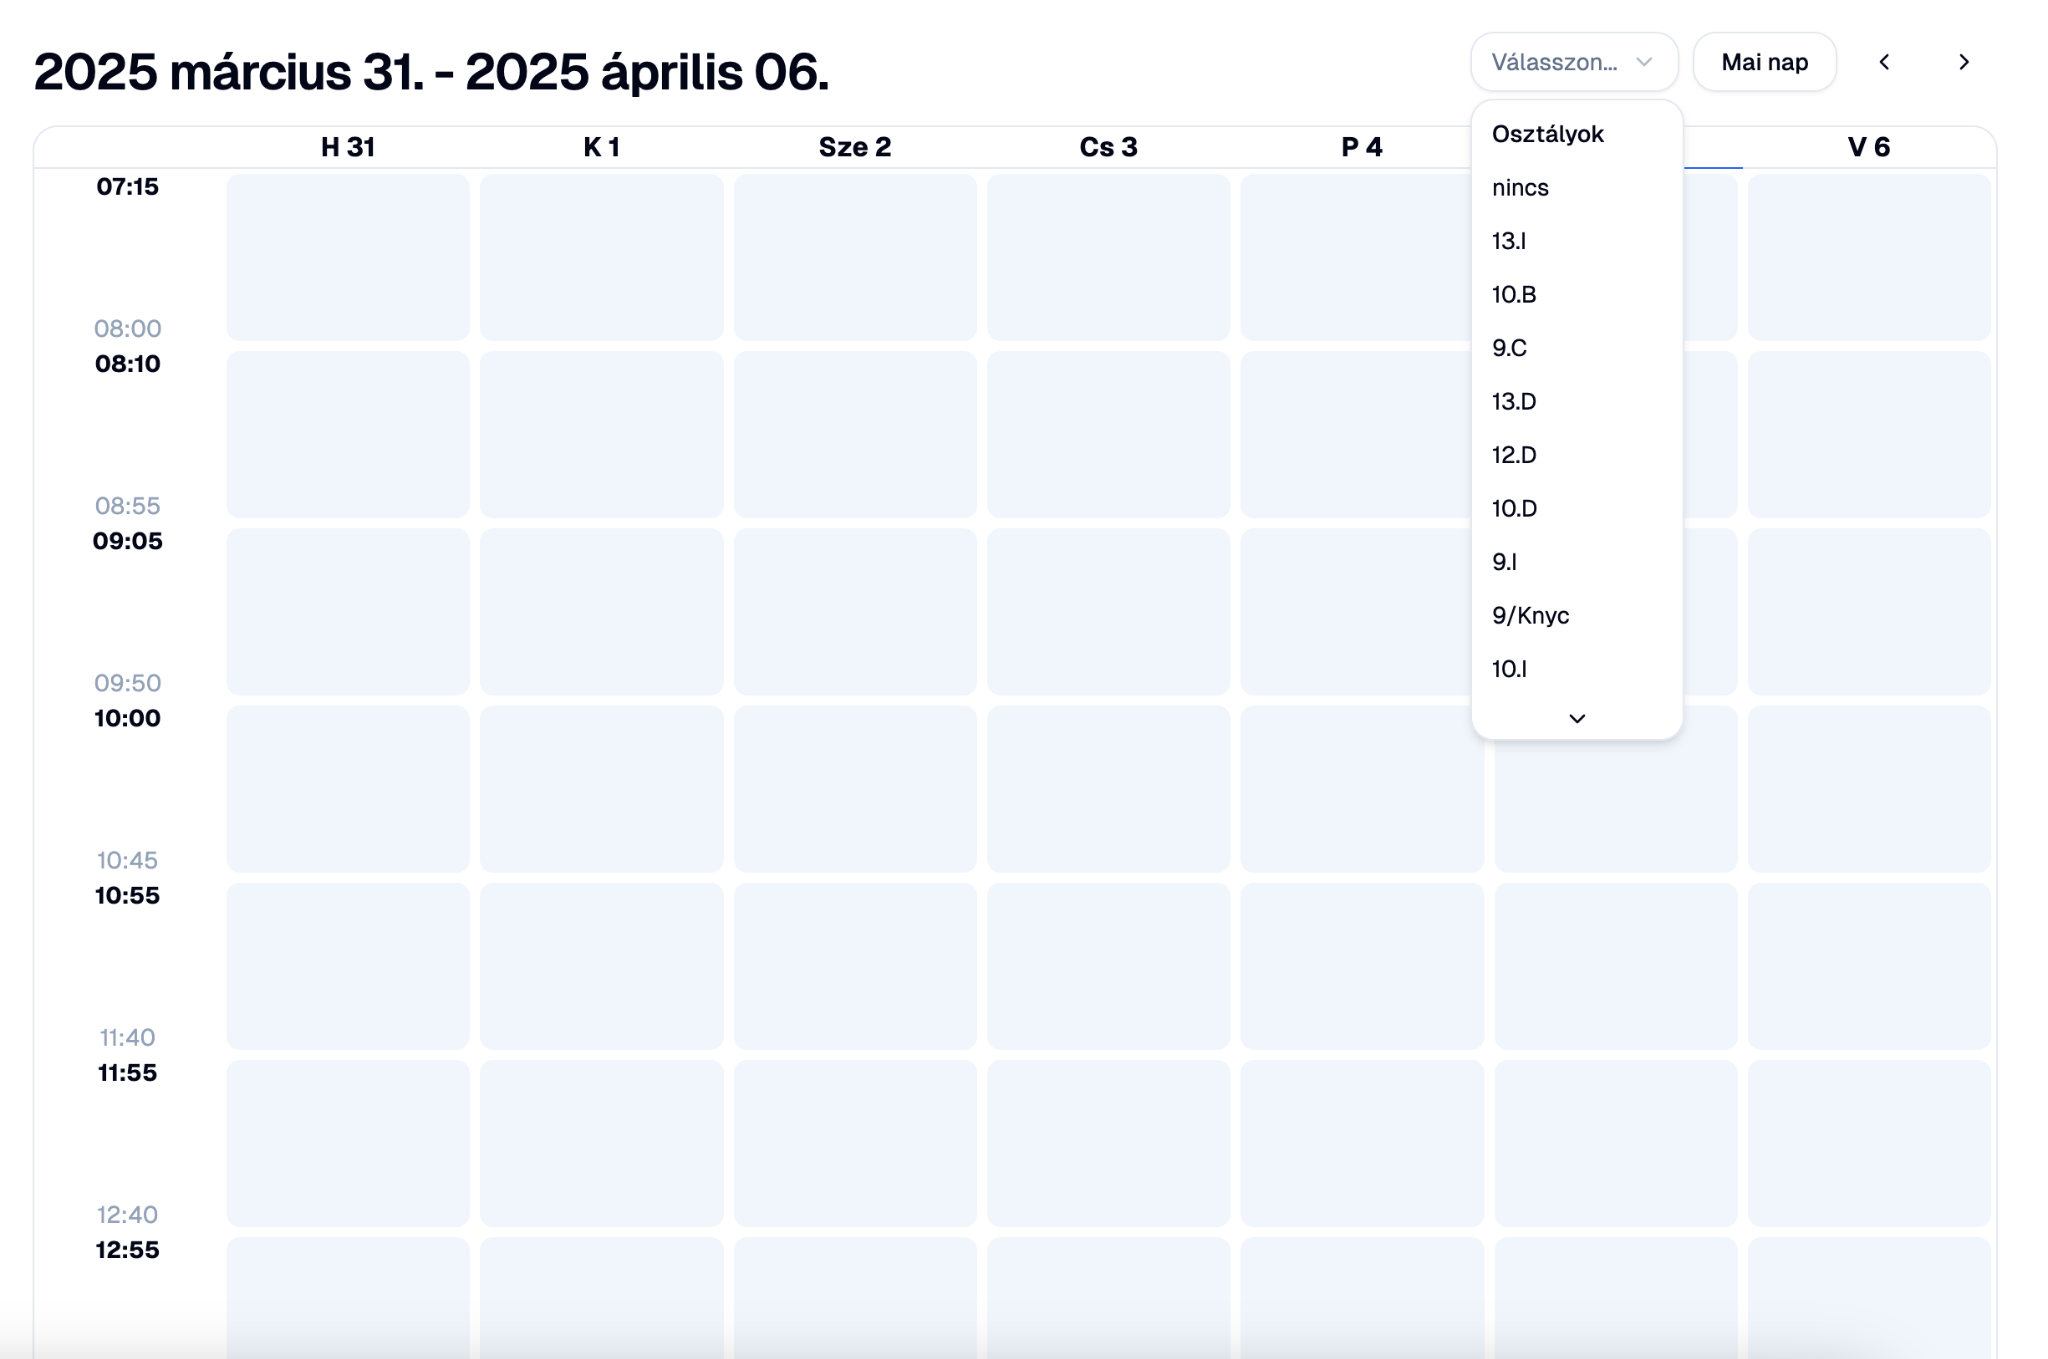 2025 március 31. - 2025 április 06.
Válasszon...
Mai nap
H 31
K 1
Sze 2
Cs 3
P 4
V 6
Osztályok
nincs
13.I
10.B
9.C
13.D
12.D
10.D
9.I
9/Knyc
10.I
07:15
08:00
08:10
08:55
09:05
09:50
10:00
10:45
10:55
11:40
11:55
12:40
12:55